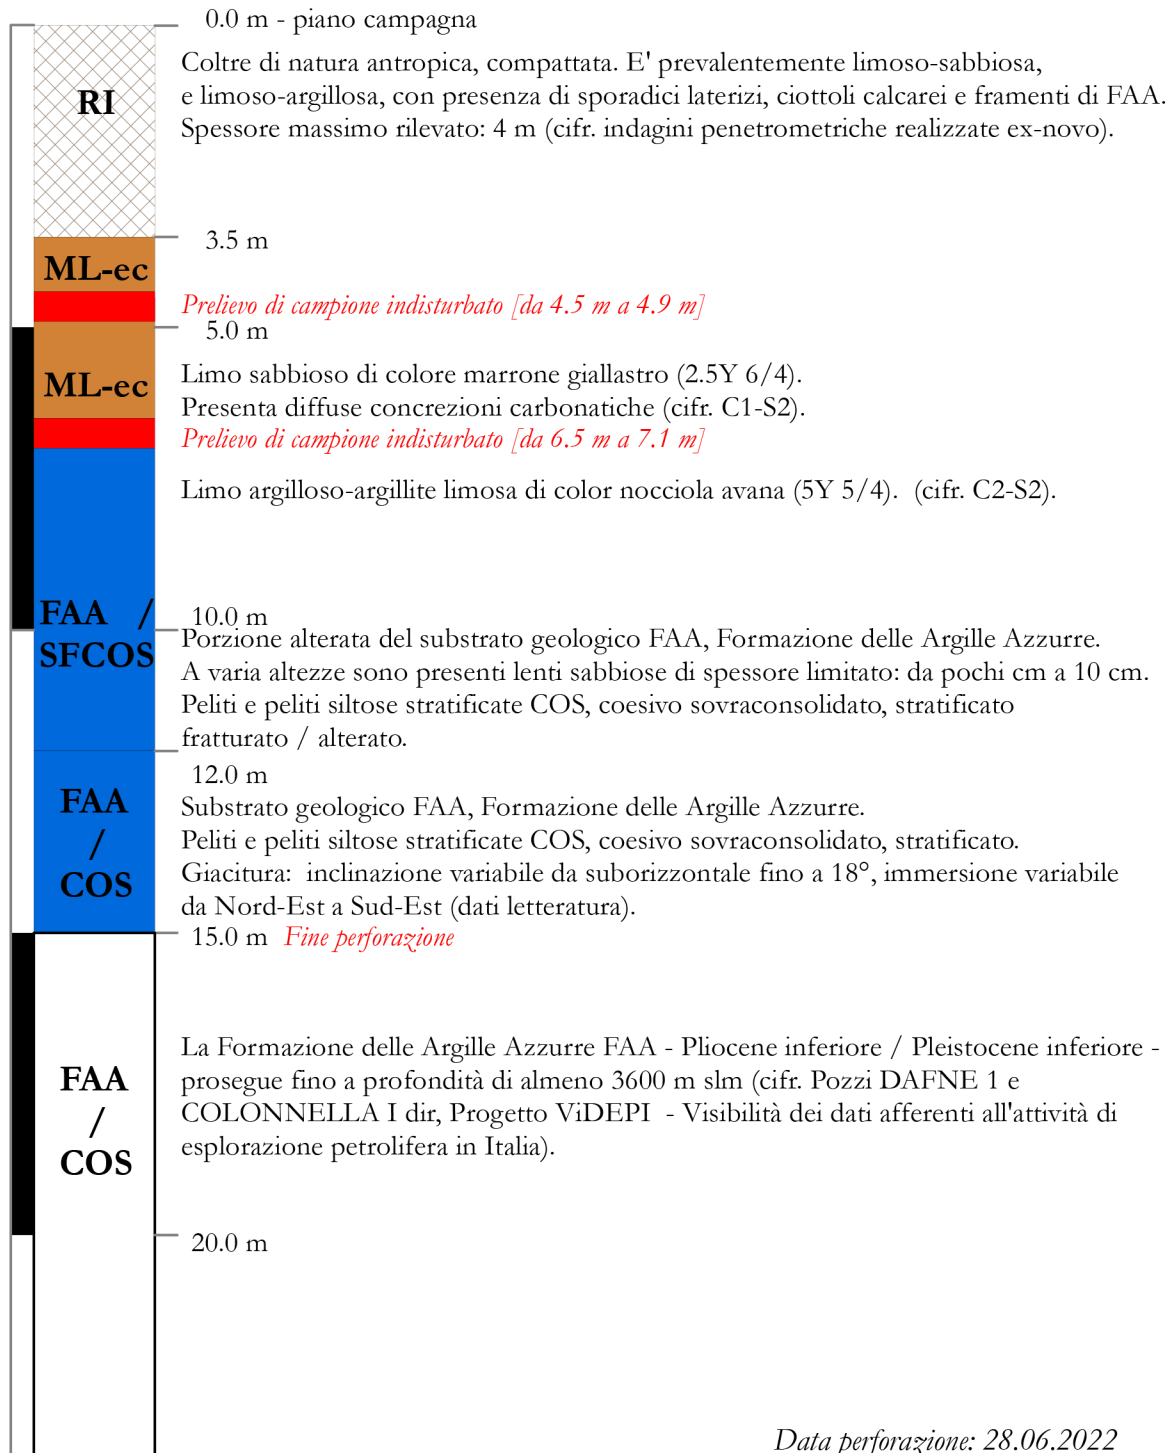 0.0 m - piano campagna
RI
Coltre di natura antropica, compattata. E' prevalentemente limoso-sabbiosa,
e limoso-argillosa, con presenza di sporadici laterizi, ciottoli calcarei e framenti di FAA.
Spessore massimo rilevato: 4 m (cifr. indagini penetrometriche realizzate ex-novo).
3.5 m
ML-ec
Prelievo di campione indisturbato [da 4.5 m a 4.9 m]
5.0 m
ML-ec
Limo sabbioso di colore marrone giallastro (2.5Y 6/4).
Presenta diffuse concrezioni carbonatiche (cifr. C1-S2).
Prelievo di campione indisturbato [da 6.5 m a 7.1 m]
Limo argilloso-argillite limosa di color nocciola avana (5Y 5/4). (cifr. C2-S2).
FAA /
SFCOS
10.0 m
Porzione alterata del substrato geologico FAA, Formazione delle Argille Azzurre.
A varia altezze sono presenti lenti sabbiose di spessore limitato: da pochi cm a 10 cm.
Peliti e peliti siltose stratificate COS, coesivo sovraconsolidato, stratificato
fratturato / alterato.
12.0 m
FAA
/
COS
Substrato geologico FAA, Formazione delle Argille Azzurre.
Peliti e peliti siltose stratificate COS, coesivo sovraconsolidato, stratificato.
Giacitura: inclinazione variabile da suborizzontale fino a 18°, immersione variabile
da Nord-Est a Sud-Est (dati letteratura).
15.0 m Fine perforazione
FAA
/
COS
La Formazione delle Argille Azzurre FAA - Pliocene inferiore / Pleistocene inferiore -
prosegue fino a profondità di almeno 3600 m slm (cifr. Pozzi DAFNE 1 e
COLONNELLA I dir, Progetto ViDEPI - Visibilità dei dati afferenti all'attività di
esplorazione petrolifera in Italia).
20.0 m
Data perforazione: 28.06.2022